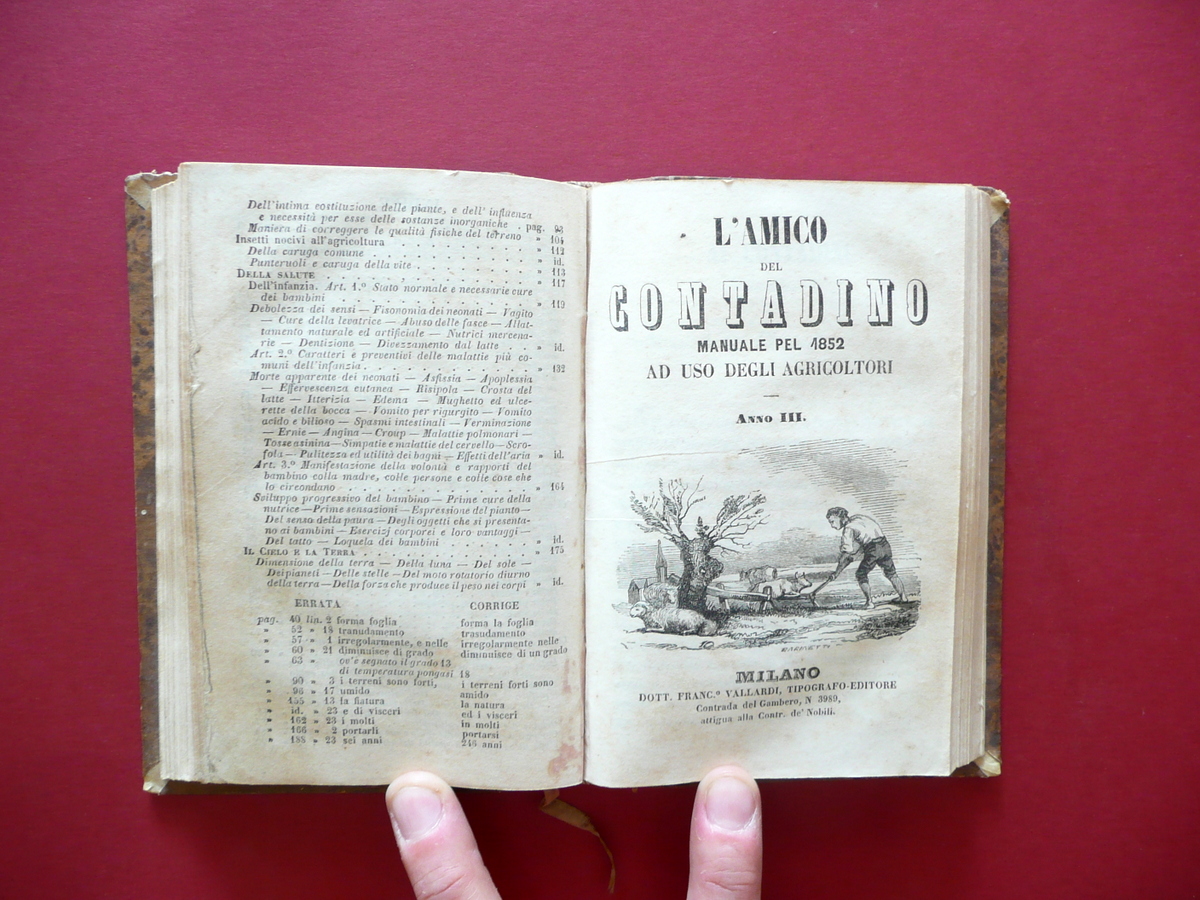 Dell'intima costituzione delle piante, e dell'influenza
e necessità per esse delle sostanze inorganiche . pag. 93
Maniera di correggere le qualità fisiche del terreno » 104
Insetti nocivi all'agricoltura . . . . . . . » 112
Della caruga comune . . . . . . . » id.
Punteruoli e caruga della vite . . . . . . . » 113
DELLA SALUTE . . . . . . . » 117
Dell'infanzia. Art. 1.º Stato normale e necessarie cure
dei bambini . . . . . . . » 119
Debolezza dei sensi — Fisonomia dei neonati — Vagito
— Cure della levatrice — Abuso delle fasce — Allat-
tamento naturale ed artificiale — Nutrici mercena-
rie — Dentizione — Divezzamento dal latte . . » id.
Art. 2.º Caratteri e preventivi delle malattie più co-
muni dell'infanzia . . . . . . . » 132
Morte apparente dei neonati — Asfissia — Apoplessia
— Effervescenza cutanea — Risipola — Crosta del
latte — Itterizia — Edema — Mughetto ed ulce-
rette della bocca — Vomito per rigurgito — Vomito
acido e bilioso — Spasmi intestinali — Verminazione
— Ernie — Angina — Croup — Malattie polmonari —
Tosse asinina — Simpatie e malattie del cervello — Scro-
fola — Pulitezza ed utilità dei bagni — Effetti dell'aria » id.
Art. 3.º Manifestazione della volontà e rapporti del
bambino colla madre, colle persone e colle cose che
lo circondano . . . . . . . » 164
Sviluppo progressivo del bambino — Prime cure della
nutrice — Prime sensazioni — Espressione del pianto —
Del senso della paura — Degli oggetti che si presenta-
no ai bambini — Esercizj corporei e loro vantaggi —
Del tatto — Loquela dei bambini . . . . . . . » id.
IL CIELO E LA TERRA . . . . . . . » 175
Dimensione della terra — Della luna — Del sole —
Dei pianeti — Delle stelle — Del moto rotatorio diurno
della terra — Della forza che produce il peso nei corpi » id.
ERRATA CORRIGE
pag. 40 lin. 2 forma foglia forma la foglia
» 52 » 18 tranudamento trasudamento
» 57 » 1 irregolarmente, e nelle irregolarmente nelle
» 60 » 21 diminuisce di grado diminuisce di un grado
» 63 ov'è segnato il grado 13
di temperatura pongasi 18
» 90 » 3 i terreni sono forti, i terreni forti sono
» 96 » 17 umido amido
» 155 » 13 la fiatura la natura
» id. » 23 e di visceri ed i visceri
» 162 » 23 i molti in molti
» 166 » 2 portarli portarsi
» 188 » 23 sei anni 246 anni
L'AMICO
DEL
CONTADINO
MANUALE PEL 1852
AD USO DEGLI AGRICOLTORI
ANNO III.
MILANO
DOTT. FRANC.º VALLARDI, TIPOGRAFO-EDITORE
Contrada del Gambero, N 3989,
attigua alla Contr. de' Nobili.